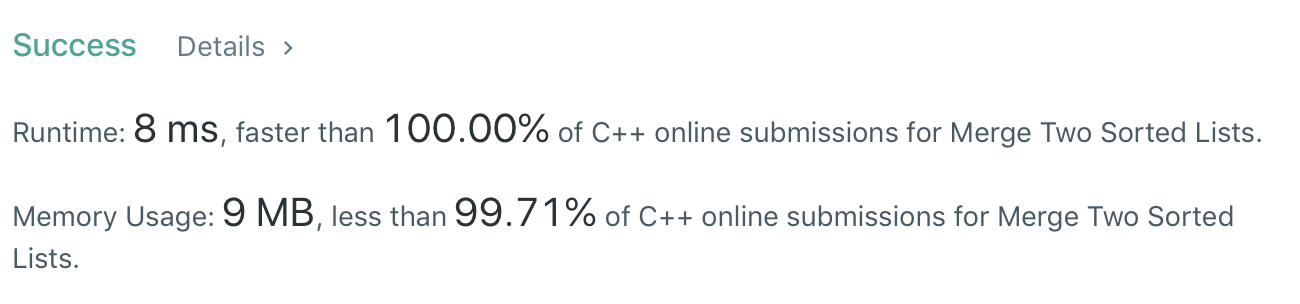 Success Details >
Runtime: 8 ms, faster than 100.00% of C++ online submissions for Merge Two Sorted Lists.
Memory Usage: 9 MB, less than 99.71% of C++ online submissions for Merge Two Sorted
Lists.